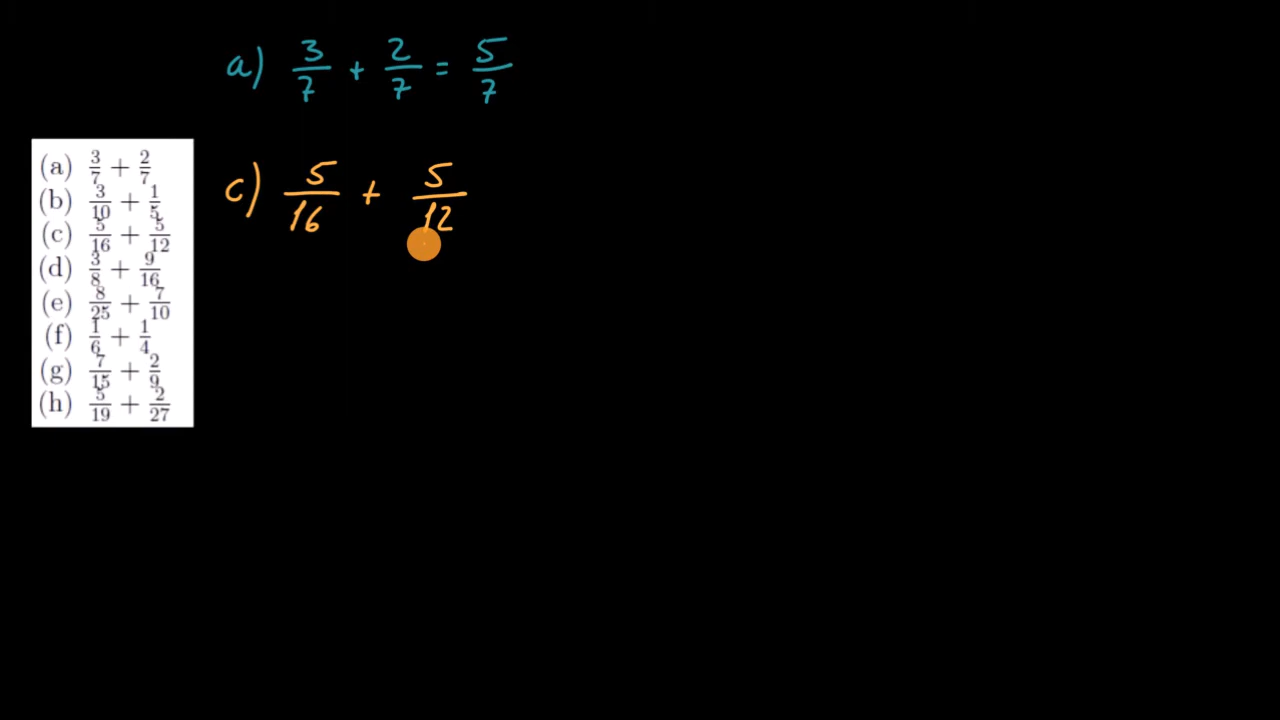 a) 3/7 + 2/7 = 5/7
(a) 3/7 + 2/7
(b) 3/10 + 1/5
(c) 5/16 + 5/12
(d) 3/8 + 9/16
(e) 8/25 + 7/10
(f) 1/6 + 1/4
(g) 7/15 + 2/9
(h) 5/19 + 2/27
c) 5/16 + 5/12